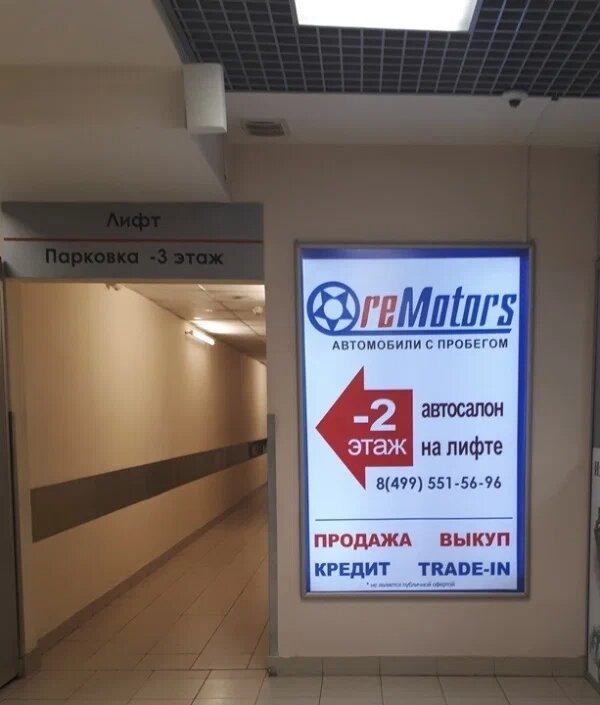 Лифт
Парковка -3 этаж
reMotors
АВТОМОБИЛИ С ПРОБЕГОМ
-2
этаж
автосалон
на лифте
8(499) 551-56-96
ПРОДАЖА ВЫКУП
КРЕДИТ TRADE-IN
* не является публичной офертой